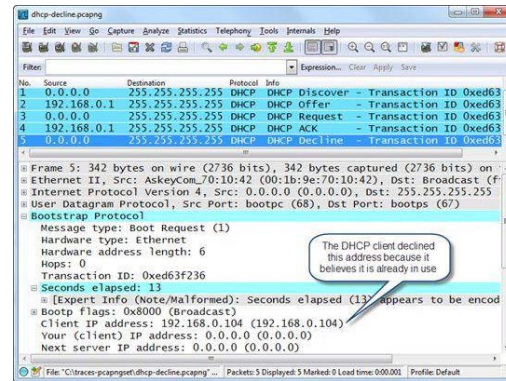 dhcp-decline.pcapng
File Edit View Go Capture Analyze Statistics Telephony Tools Internals Help
Filter: Expression... Clear Apply Save
No. Source Destination Protocol Info
1 0.0.0.0 255.255.255.255 DHCP DHCP Discover - Transaction ID 0xed63
2 192.168.0.1 255.255.255.255 DHCP DHCP Offer - Transaction ID 0xed63
3 0.0.0.0 255.255.255.255 DHCP DHCP Request - Transaction ID 0xed63
4 192.168.0.1 255.255.255.255 DHCP DHCP ACK - Transaction ID 0xed63
5 0.0.0.0 255.255.255.255 DHCP DHCP Decline - Transaction ID 0xed63
Frame 5: 342 bytes on wire (2736 bits), 342 bytes captured (2736 bits) on
Ethernet II, Src: AskeyCom_70:10:42 (00:1b:9e:70:10:42), Dst: Broadcast (f
Internet Protocol Version 4, Src: 0.0.0.0 (0.0.0.0), Dst: 255.255.255.255
User Datagram Protocol, Src Port: bootpc (68), Dst Port: bootps (67)
Bootstrap Protocol
Message type: Boot Request (1)
Hardware type: Ethernet
Hardware address length: 6
Hops: 0
Transaction ID: 0xed63f236
Seconds elapsed: 13
[Expert Info (Note/Malformed): Seconds elapsed (13) appears to be encod
Bootp flags: 0x8000 (Broadcast)
Client IP address: 192.168.0.104 (192.168.0.104)
Your (client) IP address: 0.0.0.0 (0.0.0.0)
Next server IP address: 0.0.0.0 (0.0.0.0)
The DHCP client declined
this address because it
believes it is already in use
File: "C:\traces-pcapngset\dhcp-decline.pcapng" ... Packets: 5 Displayed: 5 Marked: 0 Load time: 0:00.001 Profile: Default